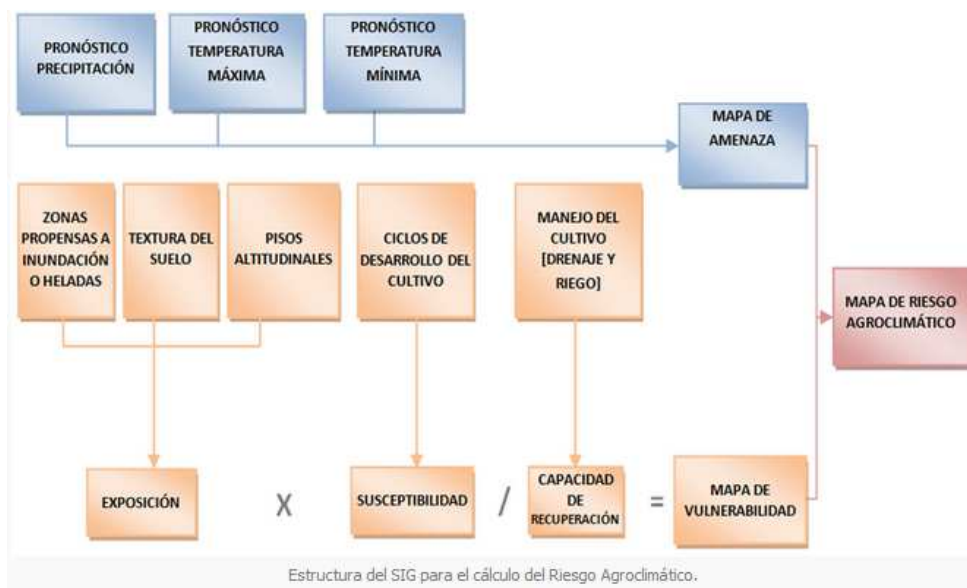 PRONÓSTICO
PRECIPITACIÓN
PRONÓSTICO
TEMPERATURA
MÁXIMA
PRONÓSTICO
TEMPERATURA
MÍNIMA
MAPA DE
AMENAZA
ZONAS
PROPENSAS A
INUNDACIÓN
O HELADAS
TEXTURA DEL
SUELO
PISOS
ALTITUDINALES
CICLOS DE
DESARROLLO DEL
CULTIVO
MANEJO DEL
CULTIVO
[DRENAJE Y
RIEGO]
MAPA DE RIESGO
AGROCLIMÁTICO
EXPOSICIÓN
X
SUSCEPTIBILIDAD
/
CAPACIDAD
DE
RECUPERACIÓN
=
MAPA DE
VULNERABILIDAD
Estructura del SIG para el cálculo del Riesgo Agroclimático.